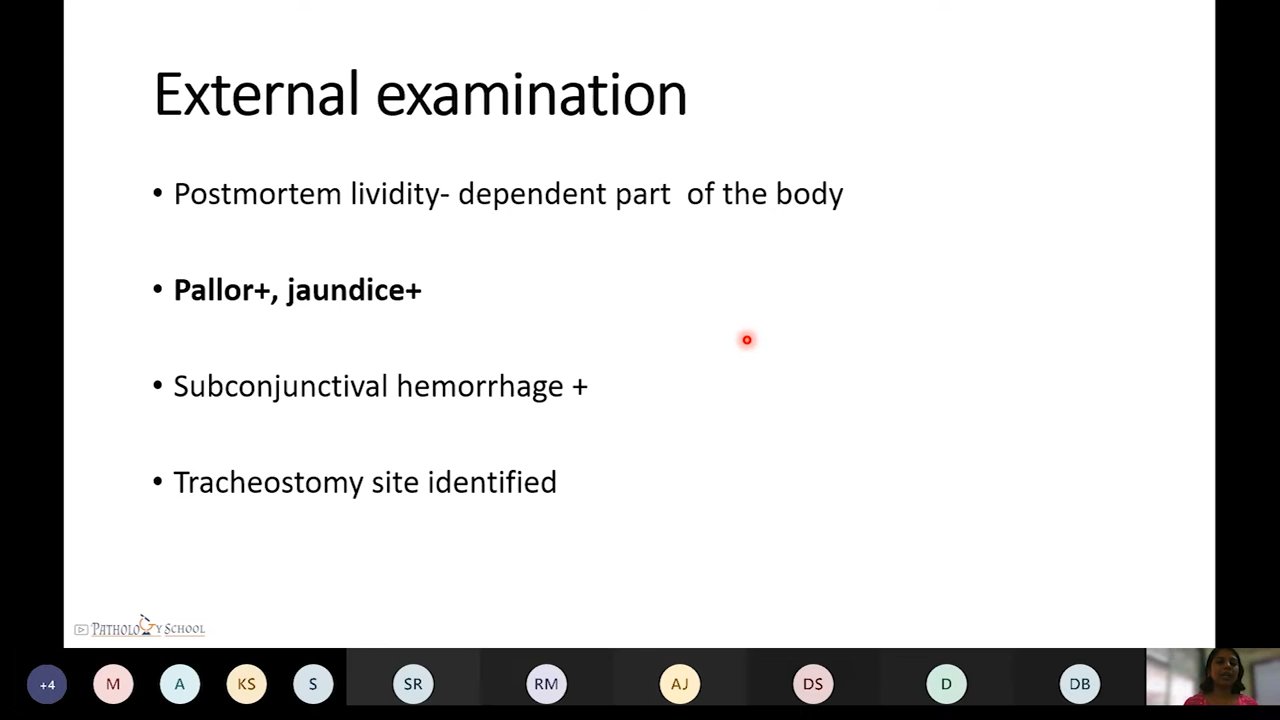 External examination
• Postmortem lividity- dependent part  of the body
• Pallor+, jaundice+
• Subconjunctival hemorrhage +
• Tracheostomy site identified
PATHOLOGY SCHOOL
+4 M A KS S SR RM AJ DS D DB